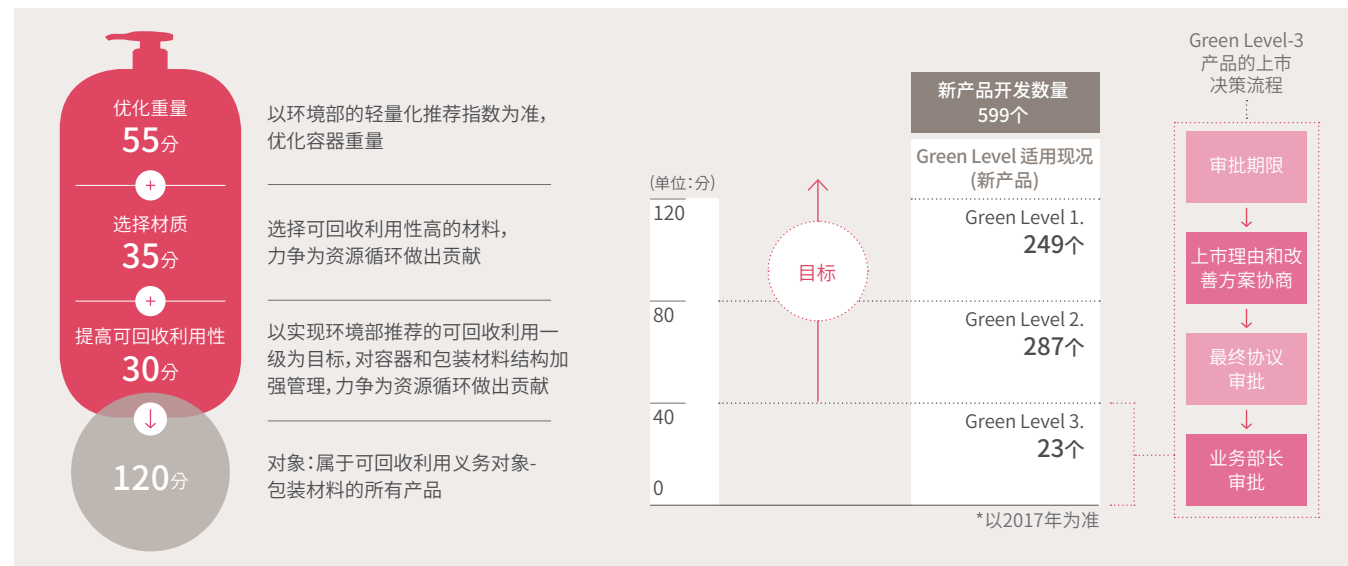 优化重量
55分
+
选择材质
35分
+
提高可回收利用性
30分
↓
120分
以环境部的轻量化推荐指数为准，
优化容器重量
选择可回收利用性高的材料，
力争为资源循环做出贡献
以实现环境部推荐的可回收利用一
级为目标，对容器和包装材料结构加
强管理，力争为资源循环做出贡献
对象：属于可回收利用义务对象-
包装材料的所有产品
(单位：分)
120
80
40
0
目标
新产品开发数量
599个
Green Level 适用现况
(新产品)
Green Level 1.
249个
Green Level 2.
287个
Green Level 3.
23个
*以2017年为准
Green Level-3
产品的上市
决策流程
审批期限
↓
上市理由和改
善方案协商
↓
最终协议
审批
↓
业务部长
审批